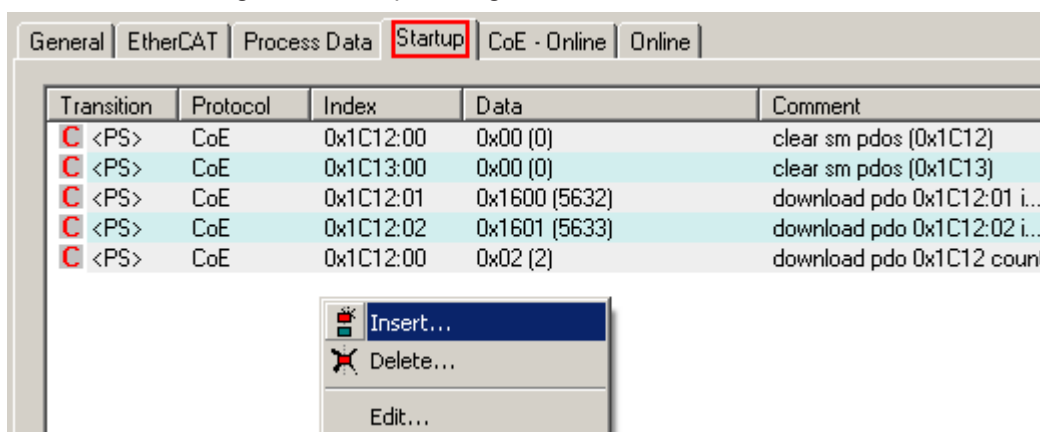 General EtherCAT Process Data Startup CoE - Online Online
Transition Protocol Index Data Comment
C <PS> CoE 0x1C12:00 0x00 (0) clear sm pdos (0x1C12)
C <PS> CoE 0x1C13:00 0x00 (0) clear sm pdos (0x1C13)
C <PS> CoE 0x1C12:01 0x1600 (5632) download pdo 0x1C12:01 i...
C <PS> CoE 0x1C12:02 0x1601 (5633) download pdo 0x1C12:02 i...
C <PS> CoE 0x1C12:00 0x02 (2) download pdo 0x1C12 coun
Insert...
Delete...
Edit...